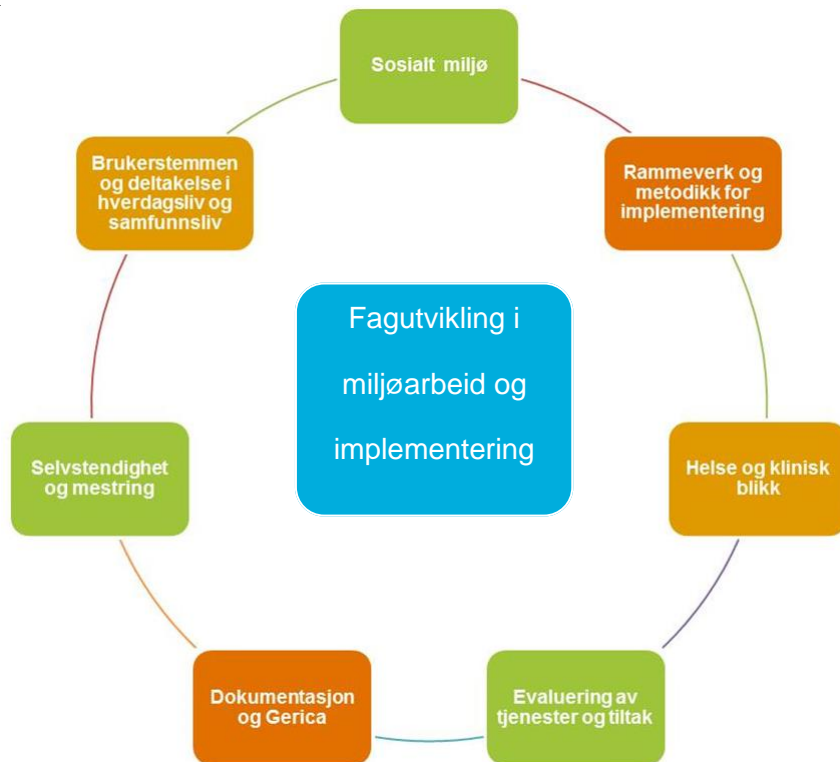 Sosialt miljø
Rammeverk og
metodikk for
implementering
Helse og klinisk
blikk
Evaluering av
tjenester og tiltak
Dokumentasjon
og Gerica
Selvstendighet
og mestring
Brukerstemmen
og deltakelse i
hverdagsliv og
samfunnsliv
Fagutvikling i
miljøarbeid og
implementering